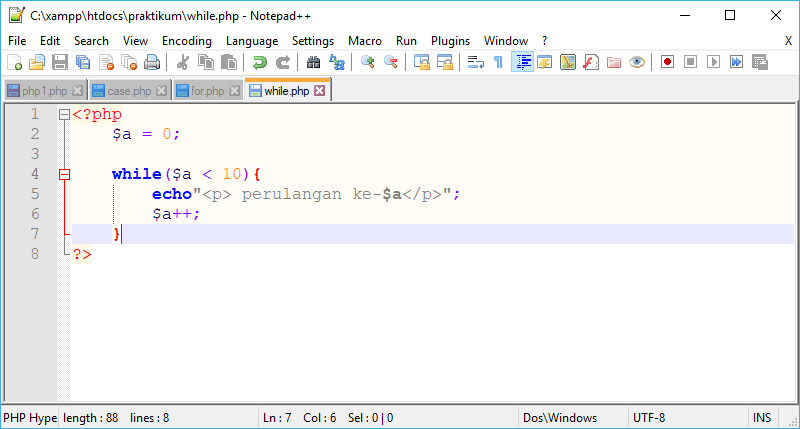 C:\xampp\htdocs\praktikum\while.php - Notepad++
File Edit Search View Encoding Language Settings Macro Run Plugins Window ? X
php1.php case.php for.php while.php
1 <?php
2     $a = 0;
3
4     while($a < 10){
5         echo"<p> perulangan ke-$a</p>";
6         $a++;
7     }
8 ?>
PHP Hype length : 88 lines : 8 Ln : 7 Col : 6 Sel : 0 | 0 Dos\Windows UTF-8 INS